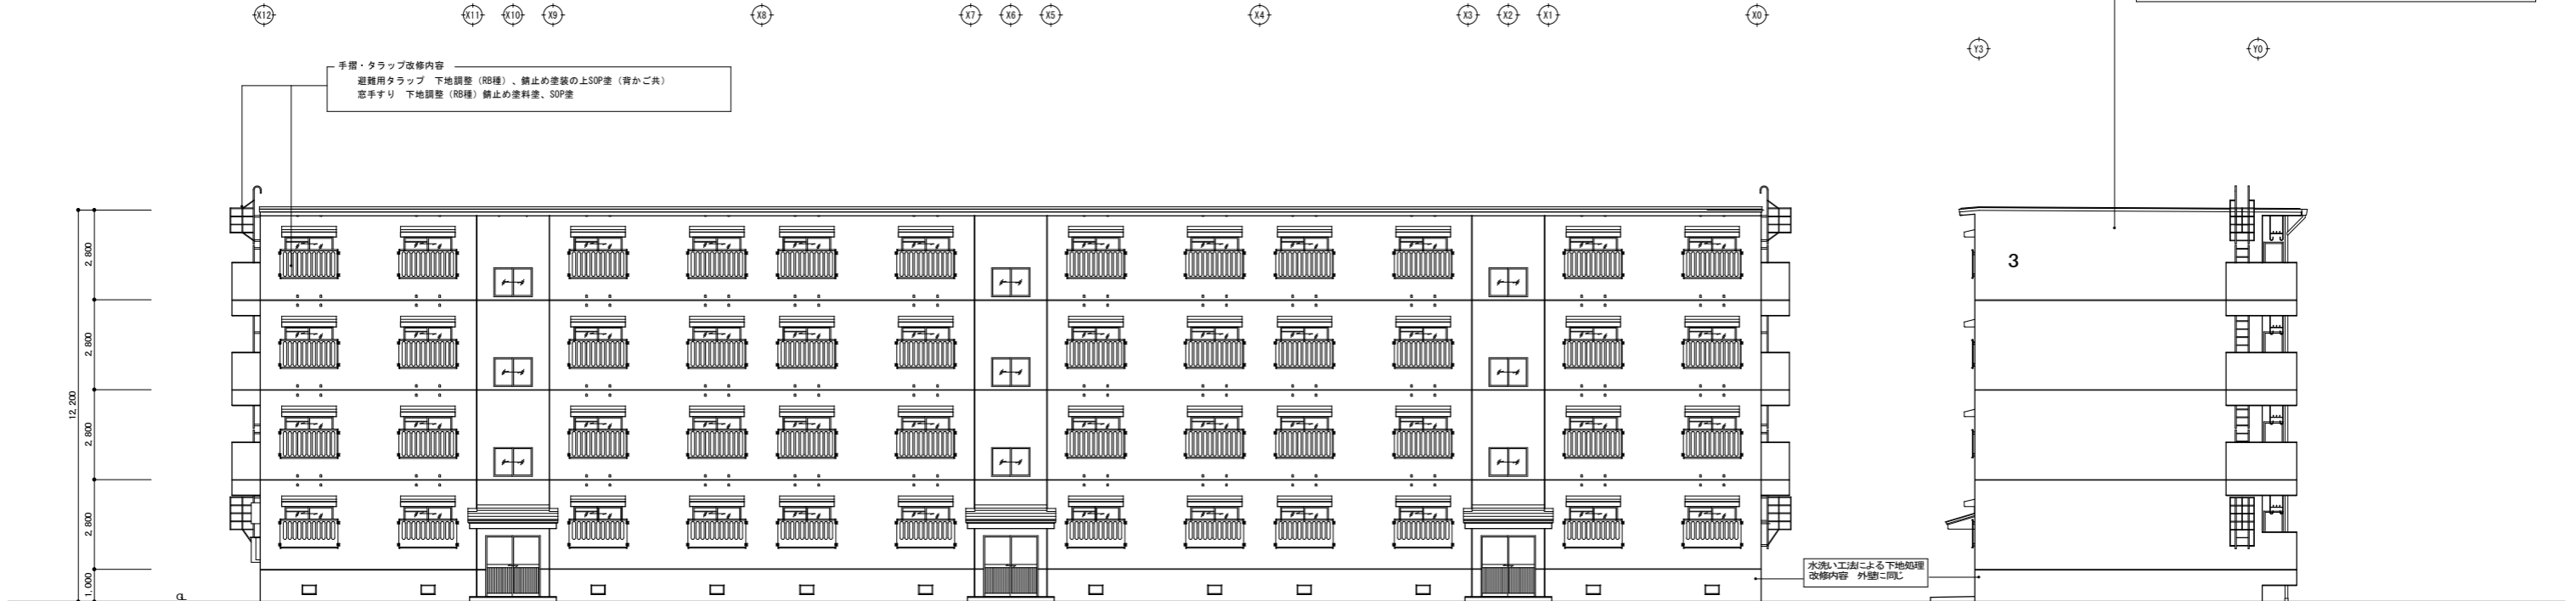 X12
X11
X10
X9
X8
X7
X6
X5
X4
X3
X2
X1
X0
Y3
Y0
手摺・タラップ改修内容
避難用タラップ 下地調整（RB種）、錆止め塗装の上SOP塗（背かご共）
窓手すり 下地調整（RB種）錆止め塗料塗、SOP塗
12,200
2,800
2,800
2,800
2,800
1,000
GL
3
水洗い工法による下地処理
改修内容 外壁に同じ